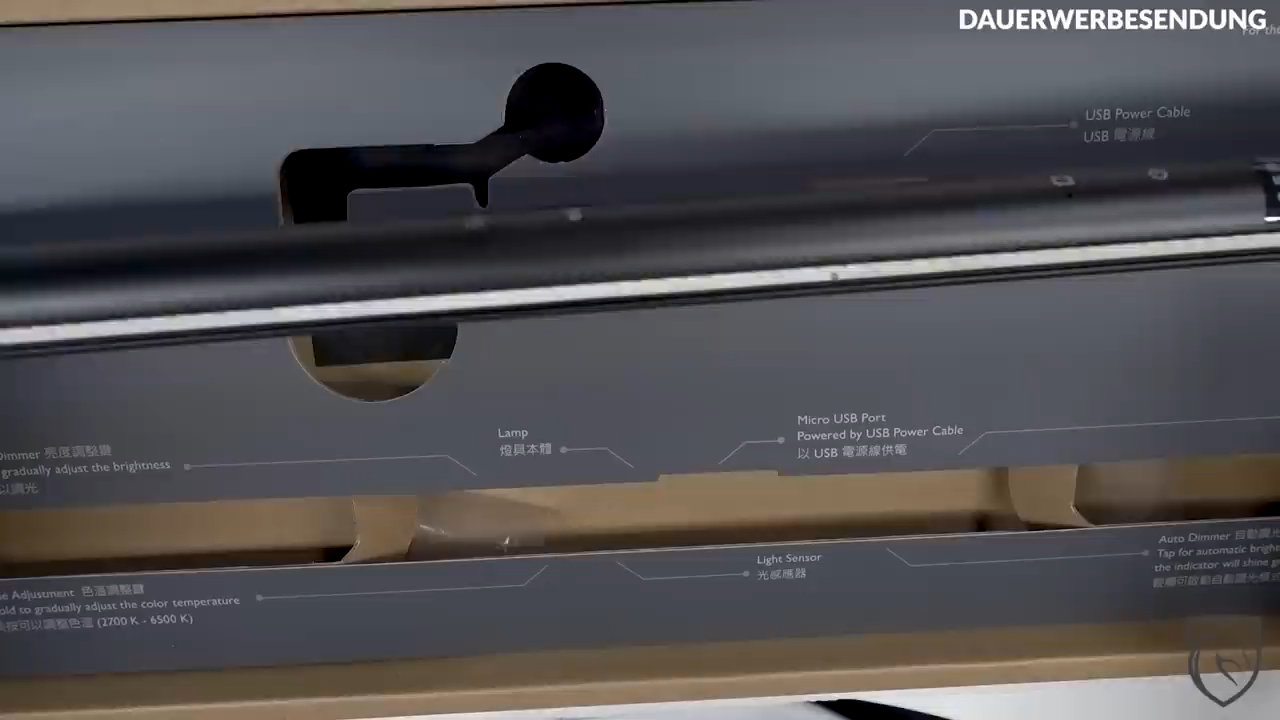 DAUERWERBESENDUNG
For the
USB Power Cable
USB 電源線
Dimmer 亮度調整鍵
gradually adjust the brightness
以調光
Lamp
燈具本體
Micro USB Port
Powered by USB Power Cable
以 USB 電源線供電
Light Sensor
光感應器
Auto Dimmer
Tap for automatic
the indicator will shine
Adjustment 色溫調整鍵
to gradually adjust the color temperature
可以調整色溫 (2700 K - 6500 K)